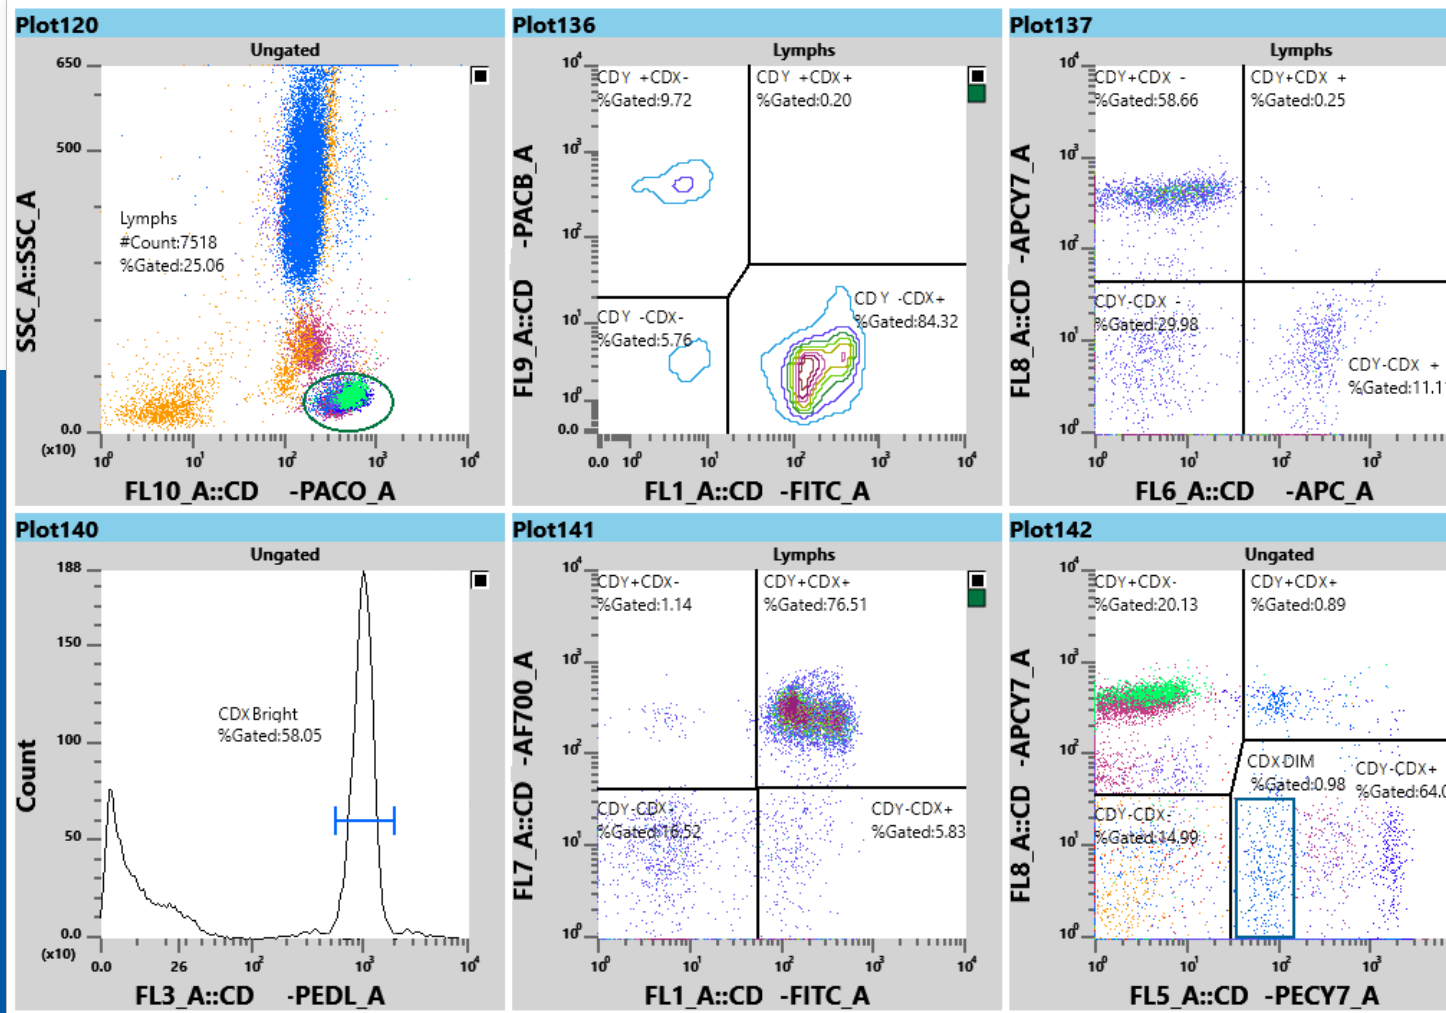 Plot120
Ungated
650
500
0.0
(x10)
SSC_A::SSC_A
Lymphs
#Count:7518
%Gated:25.06
10⁰ 10¹ 10² 10³ 10⁴
FL10_A::CD -PACO_A
Plot136
Lymphs
10⁴
10³
10²
10¹
10⁰
0.0
FL9_A::CD -PACB_A
CDY +CDX-
%Gated:9.72
CDY +CDX+
%Gated:0.20
CDY -CDX-
%Gated:5.76
CDY -CDX+
%Gated:84.32
0.0 10⁰ 10¹ 10² 10³ 10⁴
FL1_A::CD -FITC_A
Plot137
Lymphs
10⁴
10³
10²
10¹
10⁰
FL8_A::CD -APCY7_A
CDY+CDX -
%Gated:58.66
CDY+CDX +
%Gated:0.25
CDY-CDX -
%Gated:29.98
CDY-CDX +
%Gated:11.1
10⁰ 10¹ 10² 10³
FL6_A::CD -APC_A
Plot140
Ungated
188
150
100
50
0.0
(x10)
Count
CDXBright
%Gated:58.05
0.0 26 10² 10³ 10⁴
FL3_A::CD -PEDL_A
Plot141
Lymphs
10⁴
10³
10²
10¹
10⁰
FL7_A::CD -AF700_A
CDY+CDX-
%Gated:1.14
CDY+CDX+
%Gated:76.51
CDY-CDX-
%Gated:16.52
CDY-CDX+
%Gated:5.83
10⁰ 10¹ 10² 10³ 10⁴
FL1_A::CD -FITC_A
Plot142
Ungated
10⁴
10³
10²
10¹
10⁰
FL8_A::CD -APCY7_A
CDY+CDX-
%Gated:20.13
CDY+CDX+
%Gated:0.89
CDX-DIM
%Gated:0.98
CDY-CDX+
%Gated:64.0
CDY-CDX-
%Gated:14.99
10⁰ 10¹ 10² 10³
FL5_A::CD -PECY7_A